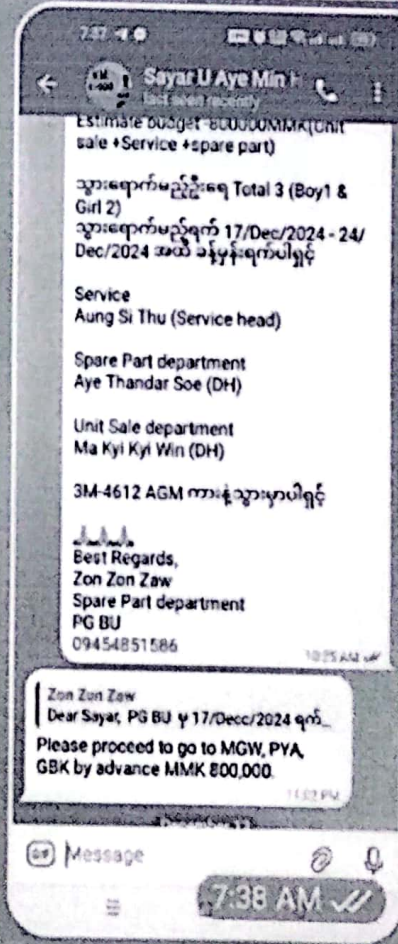 7:37
Sayar U Aye Min H
last seen recently
Estimate budget -800000MMK(Unit
sale +Service +spare part)
သွားရောက်မည့်ဦးရေ Total 3 (Boy1 &
Girl 2)
သွားရောက်မည့်ရက် 17/Dec/2024 - 24/
Dec/2024 အထိ ခန့်မှန်းရက်ပါရှင့်
Service
Aung Si Thu (Service head)
Spare Part department
Aye Thandar Soe (DH)
Unit Sale department
Ma Kyi Kyi Win (DH)
3M-4612 AGM ကားနဲ့သွားမှာပါရှင့်
Best Regards,
Zon Zon Zaw
Spare Part department
PG BU
09454851586
10:25 AM
Zon Zon Zaw
Dear Sayar, PG BU မှ 17/Decc/2024 ရက်...
Please proceed to go to MGW, PYA,
GBK by advance MMK 800,000.
Message
7:38 AM